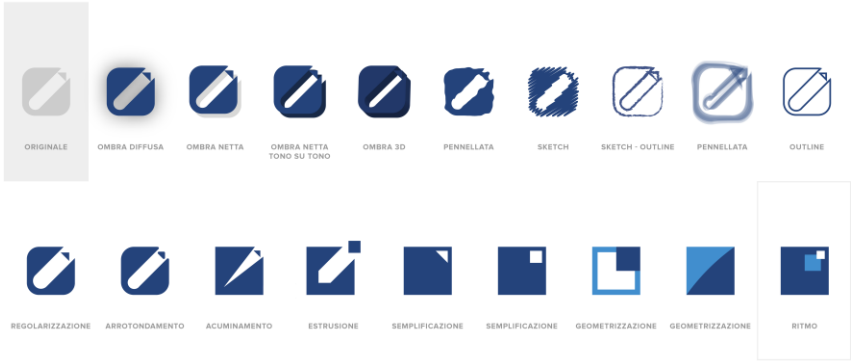 ORIGINALE
OMBRA DIFFUSA
OMBRA NETTA
OMBRA NETTA
TONO SU TONO
OMBRA 3D
PENNELLATA
SKETCH
SKETCH - OUTLINE
PENNELLATA
OUTLINE
REGOLARIZZAZIONE
ARROTONDAMENTO
ACUMINAMENTO
ESTRUSIONE
SEMPLIFICAZIONE
SEMPLIFICAZIONE
GEOMETRIZZAZIONE
GEOMETRIZZAZIONE
RITMO